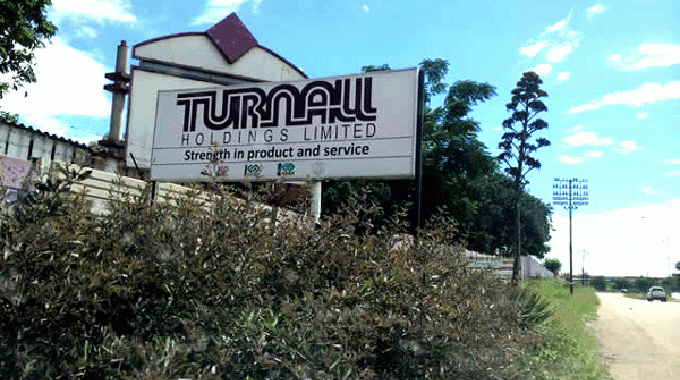 TURNALL
HOLDINGS LIMITED
Strength in product and service